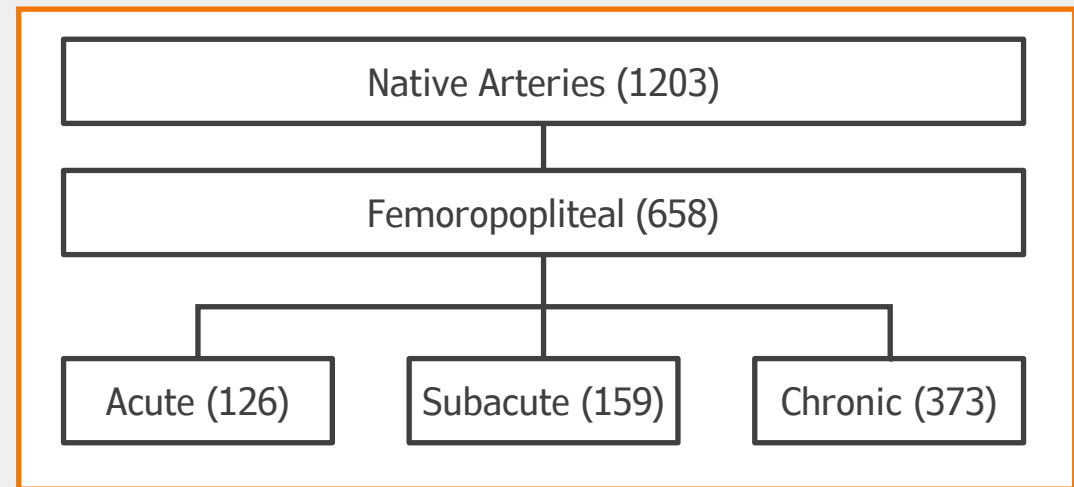 Native Arteries (1203)
Femoropopliteal (658)
Acute (126)
Subacute (159)
Chronic (373)